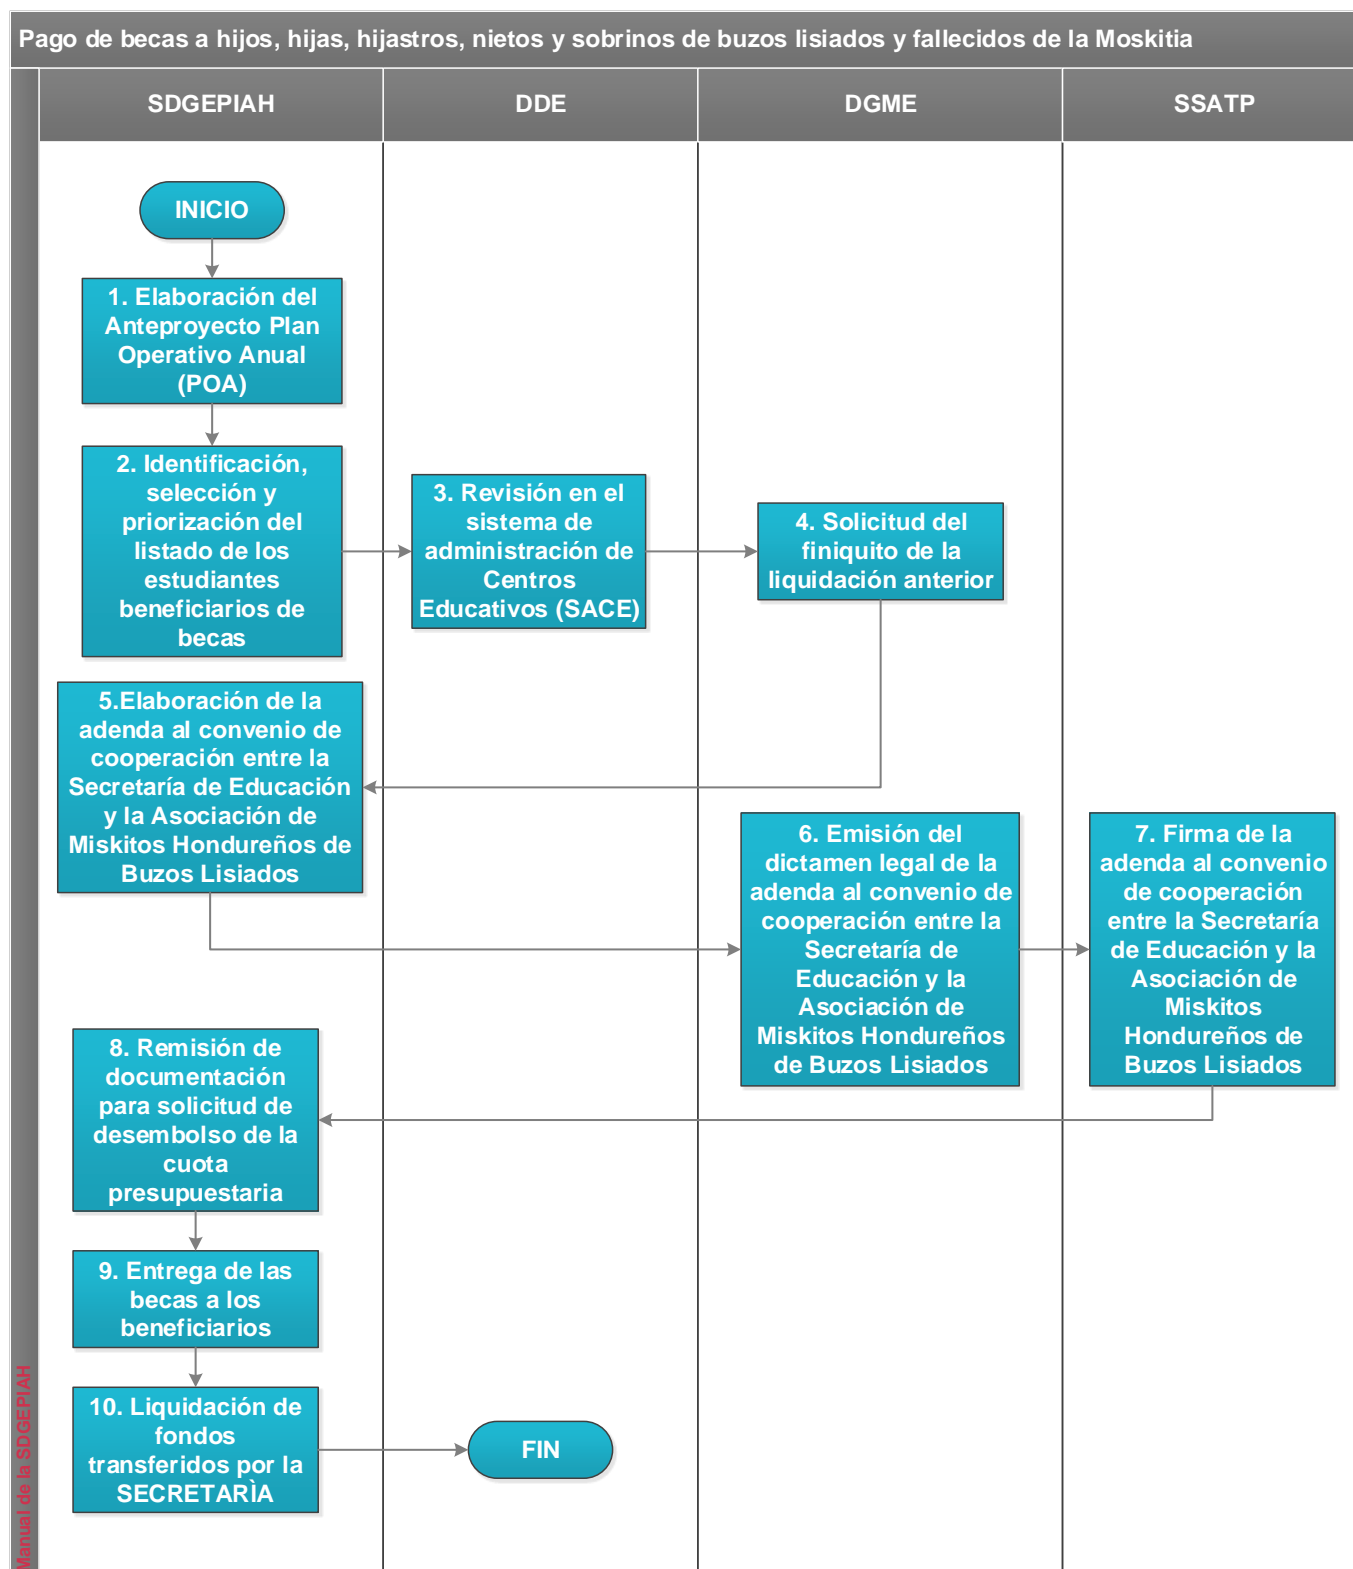 Pago de becas a hijos, hijas, hijastros, nietos y sobrinos de buzos lisiados y fallecidos de la Moskitia
SDGEPIAH
DDE
DGME
SSATP
INICIO
1. Elaboración del
Anteproyecto Plan
Operativo Anual
(POA)
2. Identificación,
selección y
priorización del
listado de los
estudiantes
beneficiarios de
becas
3. Revisión en el
sistema de
administración de
Centros
Educativos (SACE)
4. Solicitud del
finiquito de la
liquidación anterior
5.Elaboración de la
adenda al convenio de
cooperación entre la
Secretaría de Educación
y la Asociación de
Miskitos Hondureños de
Buzos Lisiados
6. Emisión del
dictamen legal de la
adenda al convenio de
cooperación entre la
Secretaría de
Educación y la
Asociación de
Miskitos Hondureños
de Buzos Lisiados
7. Firma de la
adenda al convenio
de cooperación
entre la Secretaría
de Educación y la
Asociación de
Miskitos
Hondureños de
Buzos Lisiados
8. Remisión de
documentación
para solicitud de
desembolso de la
cuota
presupuestaria
9. Entrega de las
becas a los
beneficiarios
10. Liquidación de
fondos
transferidos por la
SECRETARÌA
FIN
Manual de la SDGEPIAH